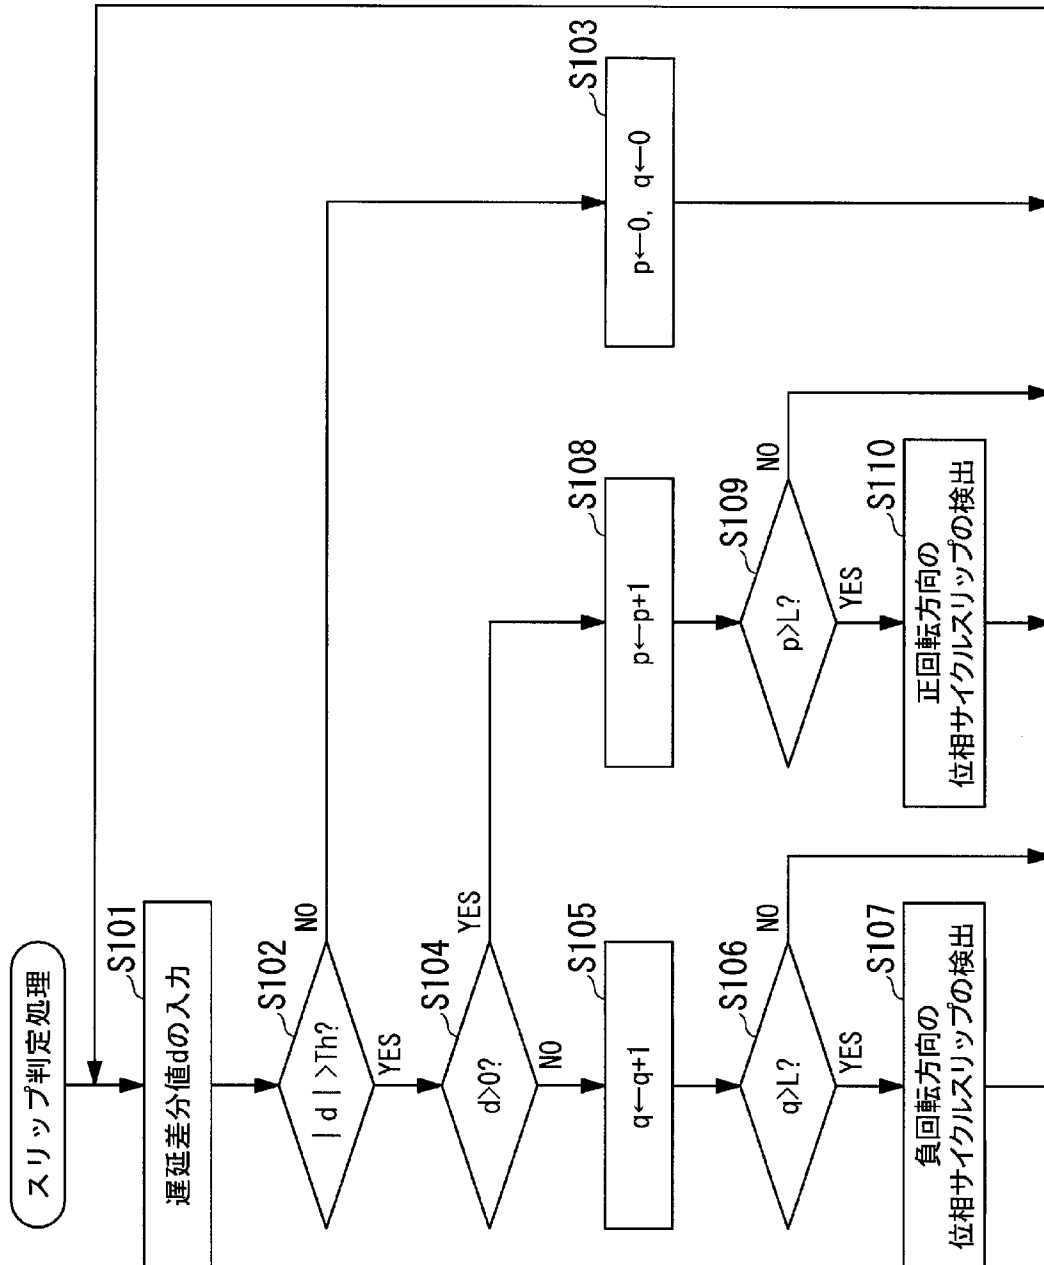 スリップ判定処理
S101
遅延差分値dの入力
S102
|d|>Th?
NO
YES
S103
p←0, q←0
S104
d>0?
YES
NO
S105
q←q+1
S106
q>L?
NO
YES
S107
負回転方向の
位相サイクルスリップの検出
S108
p←p+1
S109
p>L?
NO
YES
S110
正回転方向の
位相サイクルスリップの検出